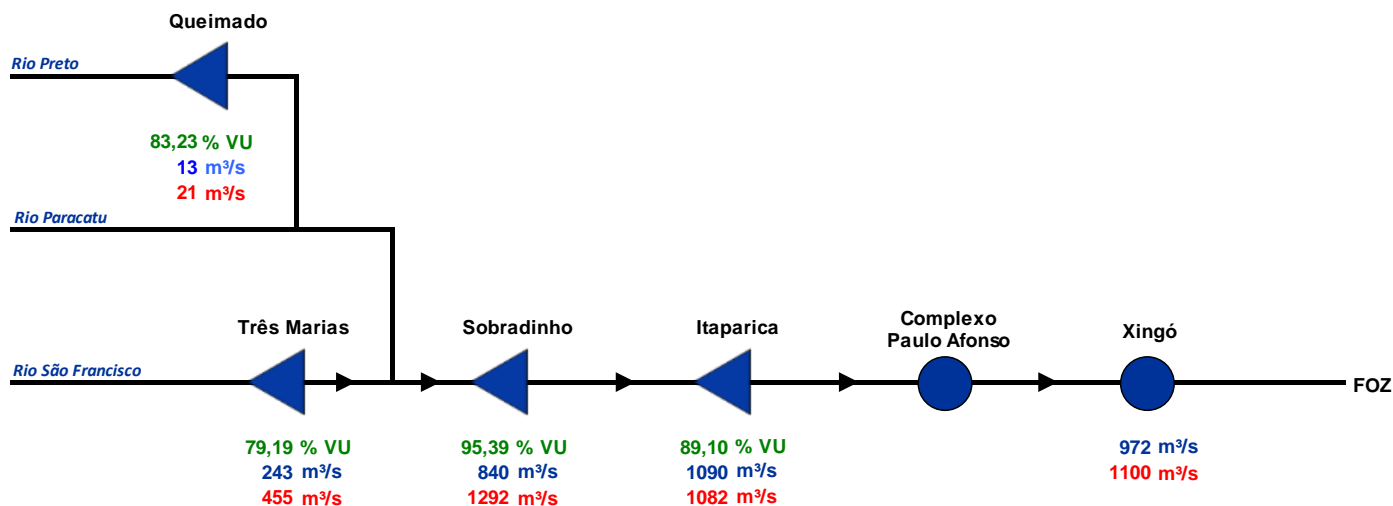 Queimado
Rio Preto
83,23 % VU
13 m³/s
21 m³/s
Rio Paracatu
Três Marias
Sobradinho
Itaparica
Complexo
Paulo Afonso
Xingó
Rio São Francisco
FOZ
79,19 % VU
243 m³/s
455 m³/s
95,39 % VU
840 m³/s
1292 m³/s
89,10 % VU
1090 m³/s
1082 m³/s
972 m³/s
1100 m³/s